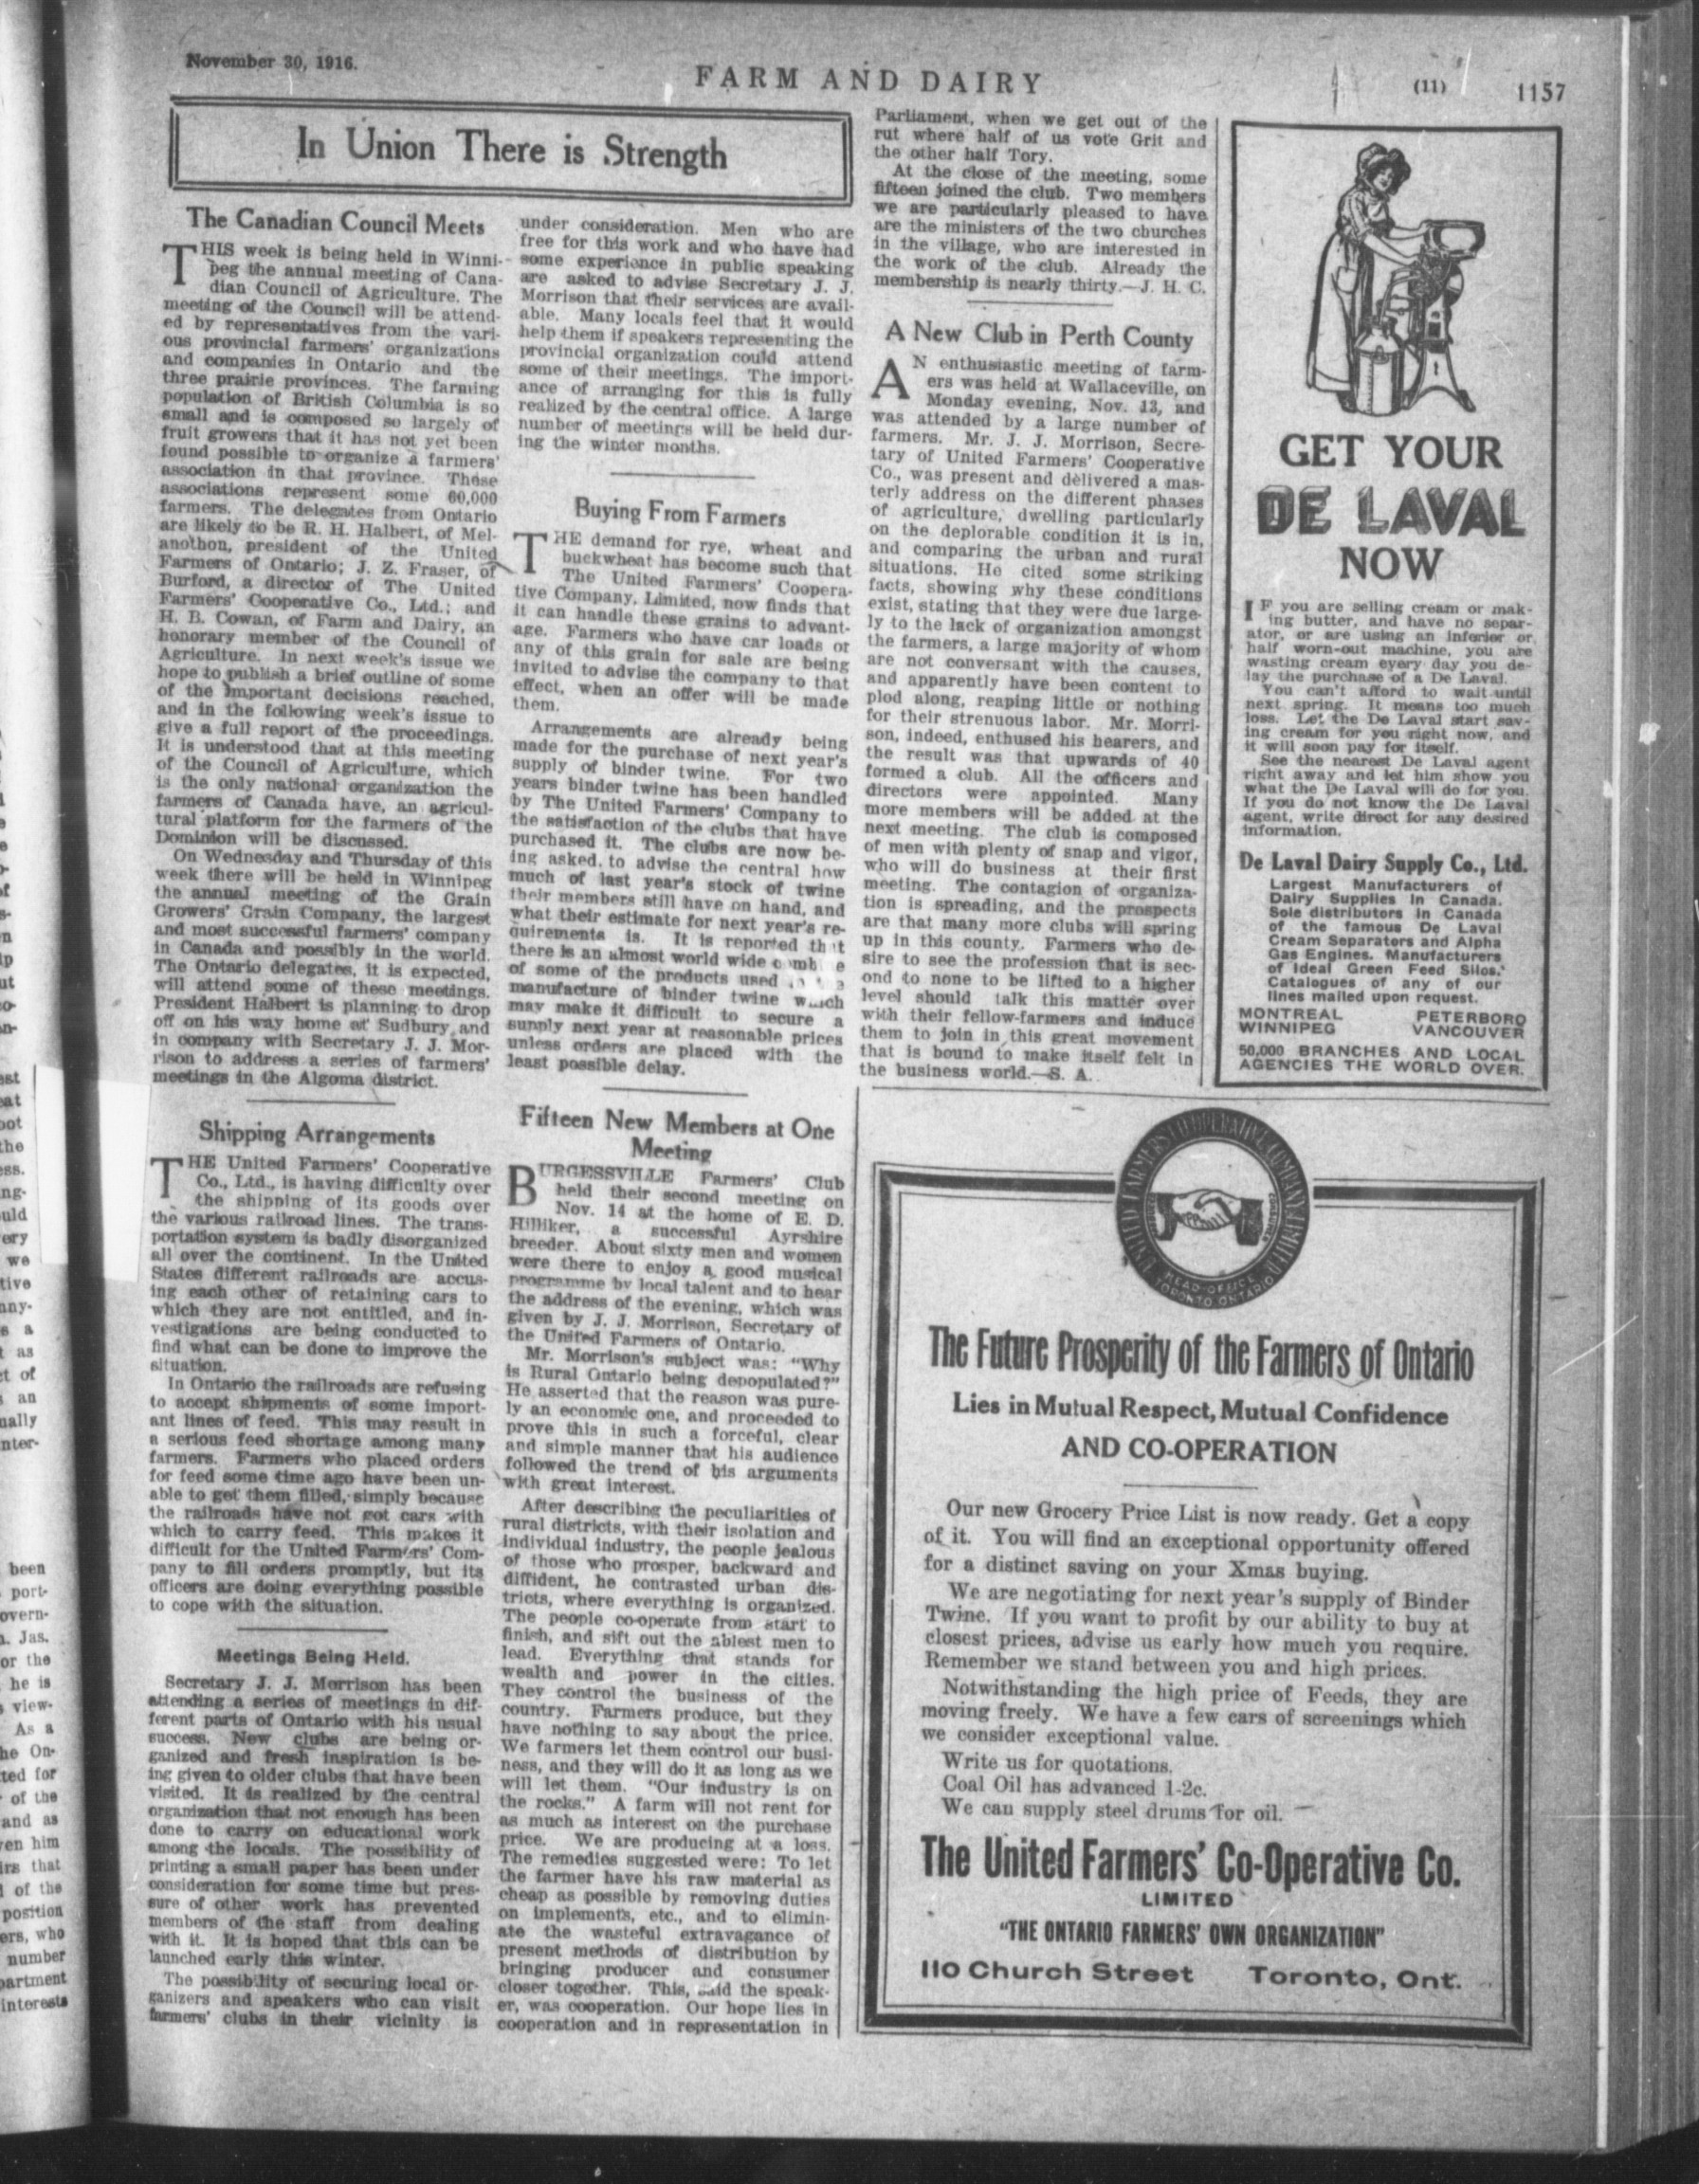 November 30, 1916.
FARM AND DAIRY
(11)
1157
In Union There is Strength
The Canadian Council Meets
THIS week is being held in Winni-
peg the annual meeting of Cana-
dian Council of Agriculture. The
meeting of the Council will be attend-
ed by representatives from the vari-
ous provincial farmers' organizations
and companies in Ontario and the
three prairie provinces. The farming
population of British Columbia is so
small and is composed so largely of
fruit growers that it has not yet been
found possible to organize a farmers'
association in that province. These
associations represent some 60,000
farmers. The delegates from Ontario
are likely to be R. H. Halbert, of Mel-
anothon, president of the United
Farmers of Ontario; J. Z. Fraser, of
Burford, a director of The United
Farmers' Cooperative Co., Ltd.; and
H. B. Cowan, of Farm and Dairy, an
honorary member of the Council of
Agriculture. In next week's issue we
hope to publish a brief outline of some
of the important decisions reached,
and in the following week's issue to
give a full report of the proceedings.
It is understood that at this meeting
of the Council of Agriculture, which
is the only national organization the
farmers of Canada have, an agricul-
tural platform for the farmers of the
Dominion will be discussed.
On Wednesday and Thursday of this
week there will be held in Winnipeg
the annual meeting of the Grain
Growers' Grain Company, the largest
and most successful farmers' company
in Canada and possibly in the world.
The Ontario delegates, it is expected,
will attend some of these meetings.
President Halbert is planning to drop
off on his way home at Sudbury and
in company with Secretary J. J. Mor-
rison to address a series of farmers'
meetings in the Algoma district.
Shipping Arrangements
THE United Farmers' Cooperative
Co., Ltd., is having difficulty over
the shipping of its goods over
the various railroad lines. The trans-
portation system is badly disorganized
all over the continent. In the United
States different railroads are accus-
ing each other of retaining cars to
which they are not entitled, and in-
vestigations are being conducted to
find what can be done to improve the
situation.
In Ontario the railroads are refusing
to accept shipments of some import-
ant lines of feed. This may result in
a serious feed shortage among many
farmers. Farmers who placed orders
for feed some time ago have been un-
able to get them filled, simply because
the railroads have not got cars with
which to carry feed. This makes it
difficult for the United Farmers' Com-
pany to fill orders promptly, but its
officers are doing everything possible
to cope with the situation.
Meetings Being Held.
Secretary J. J. Morrison has been
attending a series of meetings in dif-
ferent parts of Ontario with his usual
success. New clubs are being or-
ganized and fresh inspiration is be-
ing given to older clubs that have been
visited. It is realized by the central
organization that not enough has been
done to carry on educational work
among the locals. The possibility of
printing a small paper has been under
consideration for some time but pres-
sure of other work has prevented
members of the staff from dealing
with it. It is hoped that this can be
launched early this winter.
The possibility of securing local or-
ganizers and speakers who can visit
farmers' clubs in their vicinity is
under consideration. Men who are
free for this work and who have had
some experience in public speaking
are asked to advise Secretary J. J.
Morrison that their services are avail-
able. Many locals feel that it would
help them if speakers representing the
provincial organization could attend
some of their meetings. The import-
ance of arranging for this is fully
realized by the central office. A large
number of meetings will be held dur-
ing the winter months.
Buying From Farmers
THE demand for rye, wheat and
buckwheat has become such that
The United Farmers' Coopera-
tive Company, Limited, now finds that
it can handle these grains to advant-
age. Farmers who have car loads or
any of this grain for sale are being
invited to advise the company to that
effect, when an offer will be made
them.
Arrangements are already being
made for the purchase of next year's
supply of binder twine. For two
years binder twine has been handled
by The United Farmers' Company to
the satisfaction of the clubs that have
purchased it. The clubs are now be-
ing asked to advise the central how
much of last year's stock of twine
their members still have on hand, and
what their estimate for next year's re-
quirements is. It is reported that
there is an almost world wide combine
of some of the products used in the
manufacture of binder twine which
may make it difficult to secure a
supply next year at reasonable prices
unless orders are placed with the
least possible delay.
Fifteen New Members at One
Meeting
BURGESSVILLE Farmers' Club
held their second meeting on
Nov. 14 at the home of E. D.
Hilliker, a successful Ayrshire
breeder. About sixty men and women
were there to enjoy a good musical
programme by local talent and to hear
the address of the evening, which was
given by J. J. Morrison, Secretary of
the United Farmers of Ontario.
Mr. Morrison's subject was: "Why
is Rural Ontario being depopulated?"
He asserted that the reason was pure-
ly an economic one, and proceeded to
prove this in such a forceful, clear
and simple manner that his audience
followed the trend of his arguments
with great interest.
After describing the peculiarities of
rural districts, with their isolation and
individual industry, the people jealous
of those who prosper, backward and
diffident, he contrasted urban dis-
tricts, where everything is organized.
The people co-operate from start to
finish, and sift out the ablest men to
lead. Everything that stands for
wealth and power in the cities.
They control the business of the
country. Farmers produce, but they
have nothing to say about the price.
We farmers let them control our busi-
ness, and they will do it as long as we
will let them. "Our industry is on
the rocks." A farm will not rent for
as much as interest on the purchase
price. We are producing at a loss.
The remedies suggested were: To let
the farmer have his raw material as
cheap as possible by removing duties
on implements, etc., and to elimin-
ate the wasteful extravagance of
present methods of distribution by
bringing producer and consumer
closer together. This, said the speak-
er, was cooperation. Our hope lies in
cooperation and in representation in
Parliament, when we get out of the
rut where half of us vote Grit and
the other half Tory.
At the close of the meeting, some
fifteen joined the club. Two members
we are particularly pleased to have
are the ministers of the two churches
in the village, who are interested in
the work of the club. Already the
membership is nearly thirty.—J. H. C.
A New Club in Perth County
AN enthusiastic meeting of farm-
ers was held at Wallaceville, on
Monday evening, Nov. 13, and
was attended by a large number of
farmers. Mr. J. J. Morrison, Secre-
tary of United Farmers' Cooperative
Co., was present and delivered a mas-
terly address on the different phases
of agriculture, dwelling particularly
on the deplorable condition it is in,
and comparing the urban and rural
situations. He cited some striking
facts, showing why these conditions
exist, stating that they were due large-
ly to the lack of organization amongst
the farmers, a large majority of whom
are not conversant with the causes,
and apparently have been content to
plod along, reaping little or nothing
for their strenuous labor. Mr. Morri-
son, indeed, enthused his hearers, and
the result was that upwards of 40
formed a club. All the officers and
directors were appointed. Many
more members will be added at the
next meeting. The club is composed
of men with plenty of snap and vigor,
who will do business at their first
meeting. The contagion of organiza-
tion is spreading, and the prospects
are that many more clubs will spring
up in this county. Farmers who de-
sire to see the profession that is sec-
ond to none to be lifted to a higher
level should talk this matter over
with their fellow-farmers and induce
them to join in this great movement
that is bound to make itself felt in
the business world.—S. A.
GET YOUR
DE LAVAL
NOW
IF you are selling cream or mak-
ing butter, and have no separ-
ator, or are using an inferior or
half worn-out machine, you are
wasting cream every day you de-
lay the purchase of a De Laval.
You can't afford to wait until
next spring. It means too much
loss. Let the De Laval start sav-
ing cream for you right now, and
it will soon pay for itself.
See the nearest De Laval agent
right away and let him show you
what the De Laval will do for you.
If you do not know the De Laval
agent, write direct for any desired
information.
De Laval Dairy Supply Co., Ltd.
Largest Manufacturers of
Dairy Supplies in Canada.
Sole distributors in Canada
of the famous De Laval
Cream Separators and Alpha
Gas Engines. Manufacturers
of Ideal Green Feed Silos.
Catalogues of any of our
lines mailed upon request.
MONTREAL PETERBORO
WINNIPEG VANCOUVER
50,000 BRANCHES AND LOCAL
AGENCIES THE WORLD OVER.
UNITED FARMERS CO-OPERATIVE COMPANY LIMITED
HEAD-OFFICE
TORONTO ONTARIO
The Future Prosperity of the Farmers of Ontario
Lies in Mutual Respect, Mutual Confidence
AND CO-OPERATION
Our new Grocery Price List is now ready. Get a copy
of it. You will find an exceptional opportunity offered
for a distinct saving on your Xmas buying.
We are negotiating for next year's supply of Binder
Twine. If you want to profit by our ability to buy at
closest prices, advise us early how much you require.
Remember we stand between you and high prices.
Notwithstanding the high price of Feeds, they are
moving freely. We have a few cars of screenings which
we consider exceptional value.
Write us for quotations.
Coal Oil has advanced 1-2c.
We can supply steel drums for oil.
The United Farmers' Co-Operative Co.
LIMITED
"THE ONTARIO FARMERS' OWN ORGANIZATION"
110 Church Street Toronto, Ont.